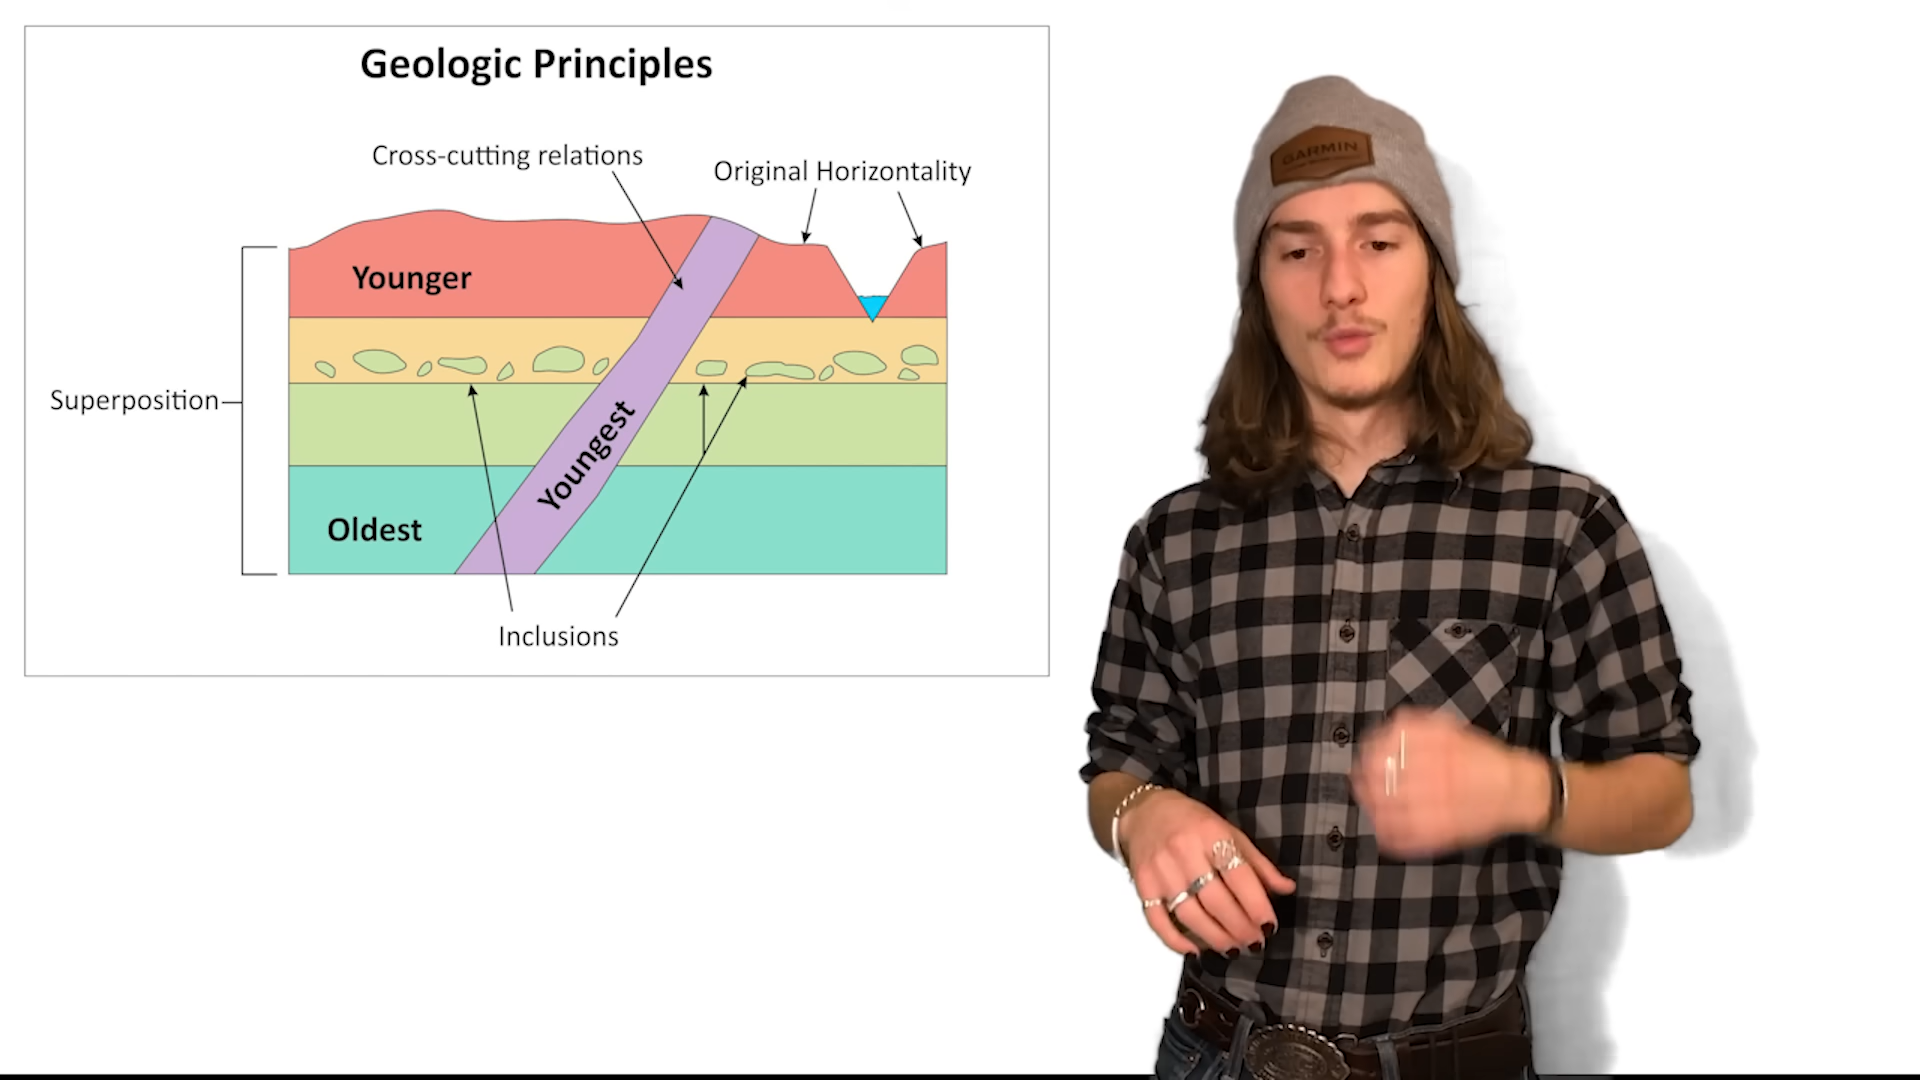 Geologic Principles
Cross-cutting relations
Original Horizontality
Younger
Superposition
Youngest
Oldest
Inclusions
GARMIN